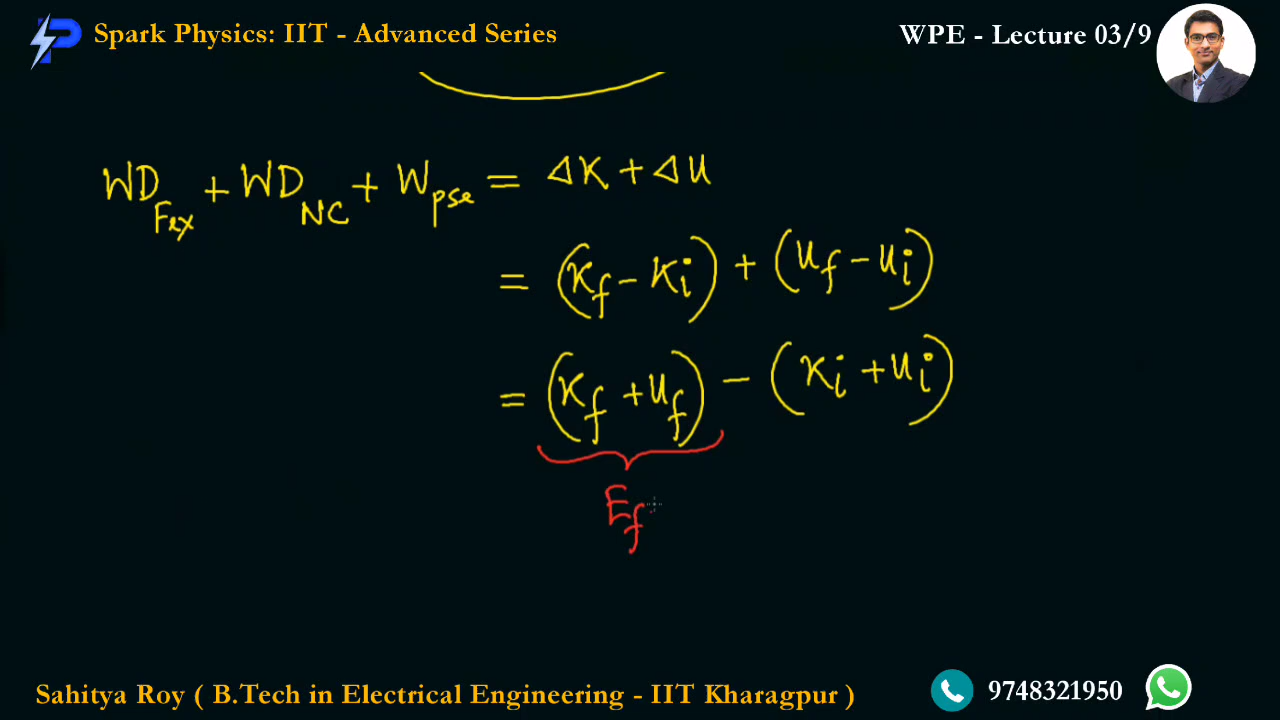 Spark Physics: IIT - Advanced Series
WPE - Lecture 03/9
WD_Fex + WD_NC + W_pse = ΔK + ΔU
= (K_f - K_i) + (U_f - U_i)
= (K_f + U_f) - (K_i + U_i)
E_f
Sahitya Roy ( B.Tech in Electrical Engineering - IIT Kharagpur )
9748321950